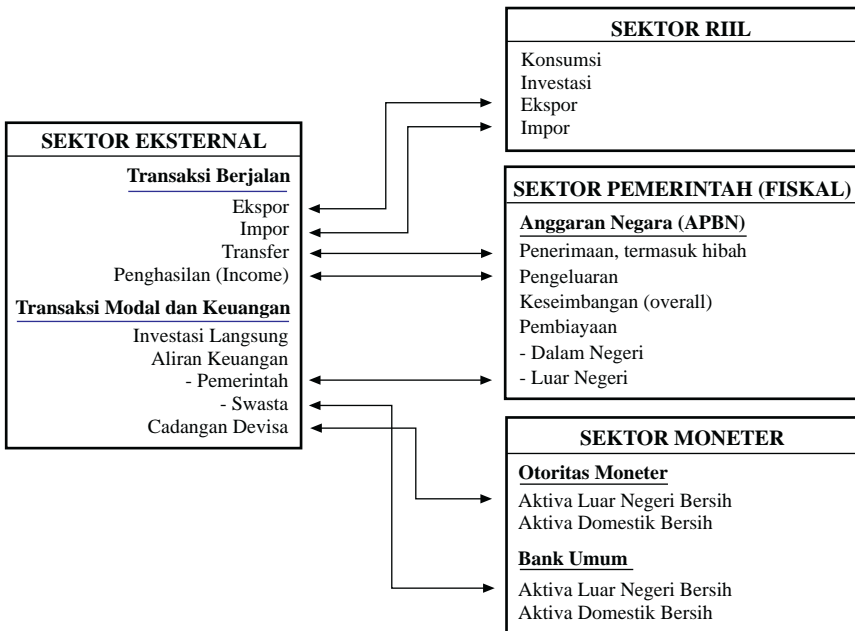 SEKTOR EKSTERNAL
Transaksi Berjalan
Ekspor
Impor
Transfer
Penghasilan (Income)
Transaksi Modal dan Keuangan
Investasi Langsung
Aliran Keuangan
- Pemerintah
- Swasta
Cadangan Devisa
SEKTOR RIIL
Konsumsi
Investasi
Ekspor
Impor
SEKTOR PEMERINTAH (FISKAL)
Anggaran Negara (APBN)
Penerimaan, termasuk hibah
Pengeluaran
Keseimbangan (overall)
Pembiayaan
- Dalam Negeri
- Luar Negeri
SEKTOR MONETER
Otoritas Moneter
Aktiva Luar Negeri Bersih
Aktiva Domestik Bersih
Bank Umum
Aktiva Luar Negeri Bersih
Aktiva Domestik Bersih